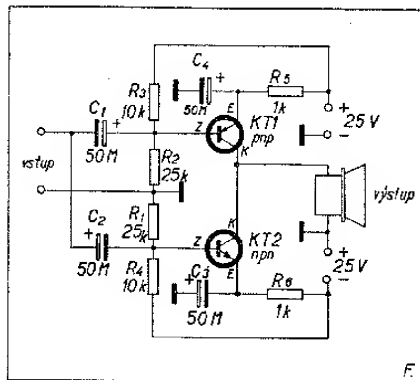 C4
R3
10k
50M
R5
1k
C1
50M
E
KT1
pnp
Z
K
+
25V
−
R2
25k
vstup
R1
25k
C2
50M
výstup
K
KT2
npn
Z
E
R4
10k
C3
50M
R6
1k
+
25V
−
F.